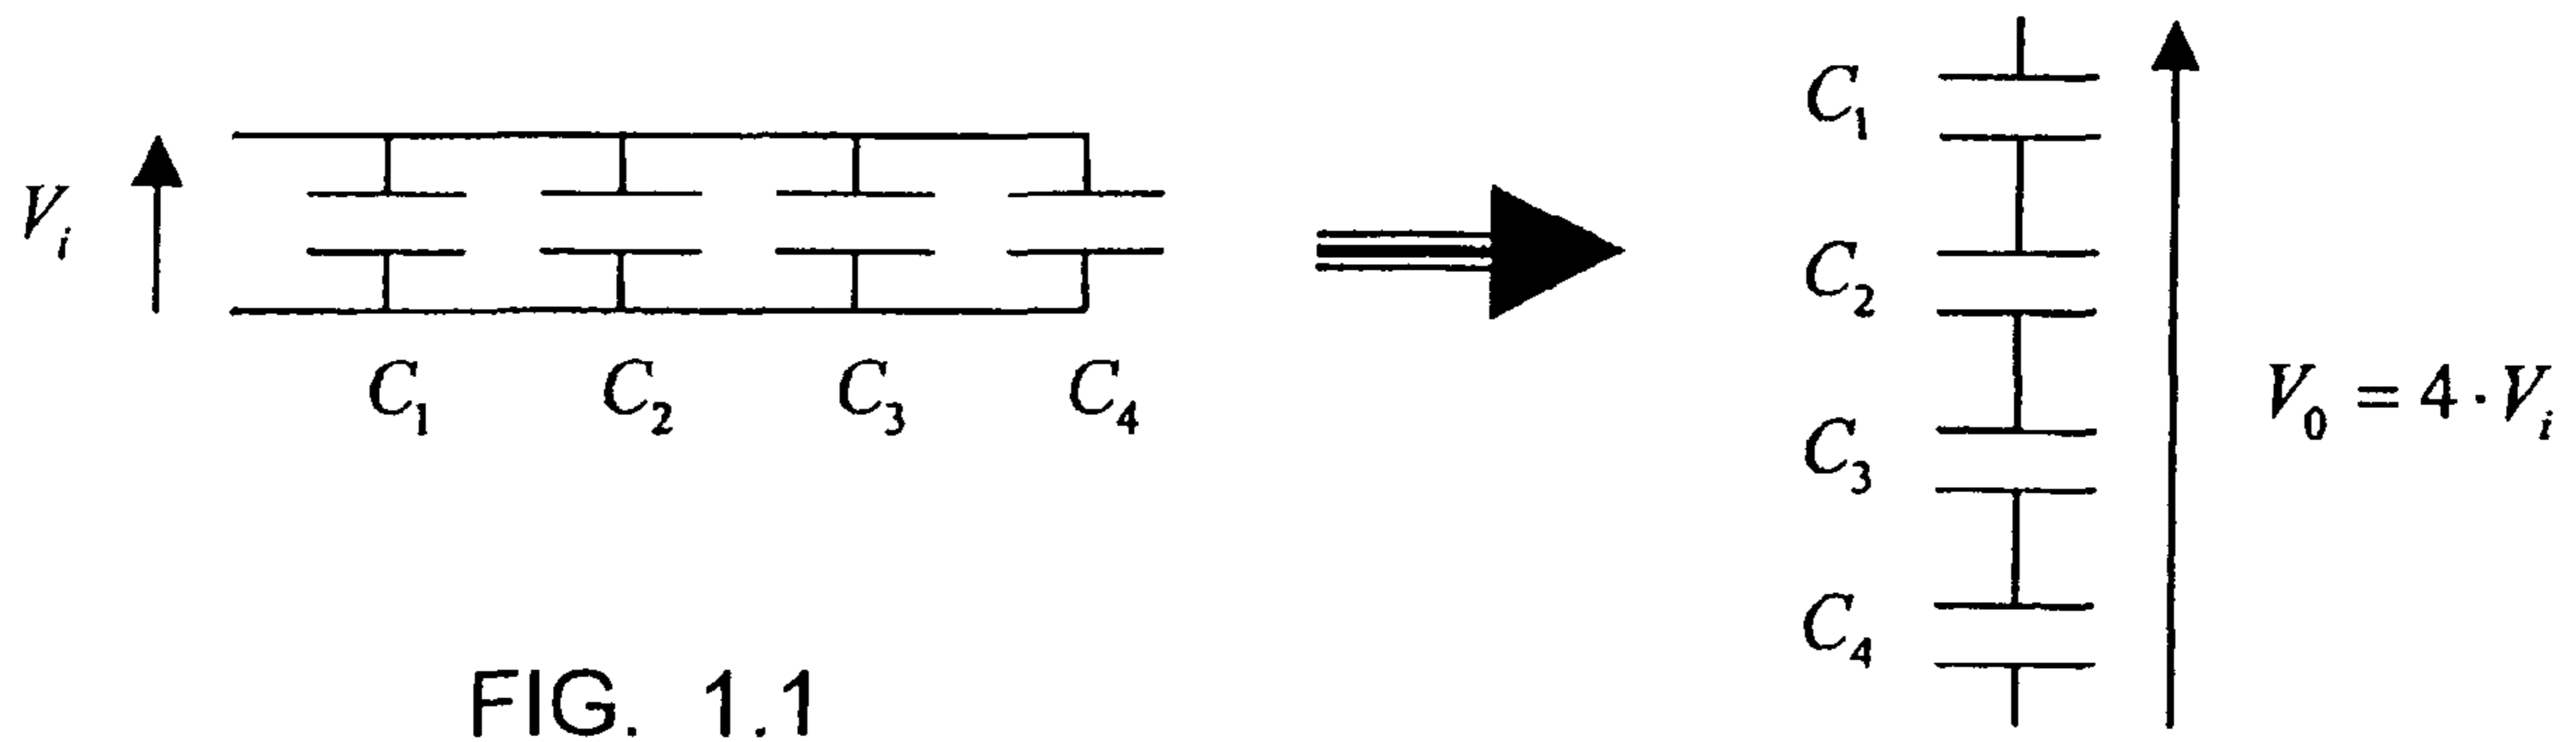 V_i
C_1 C_2 C_3 C_4
C_1
C_2
C_3
C_4
V_0 = 4 · V_i
FIG. 1.1